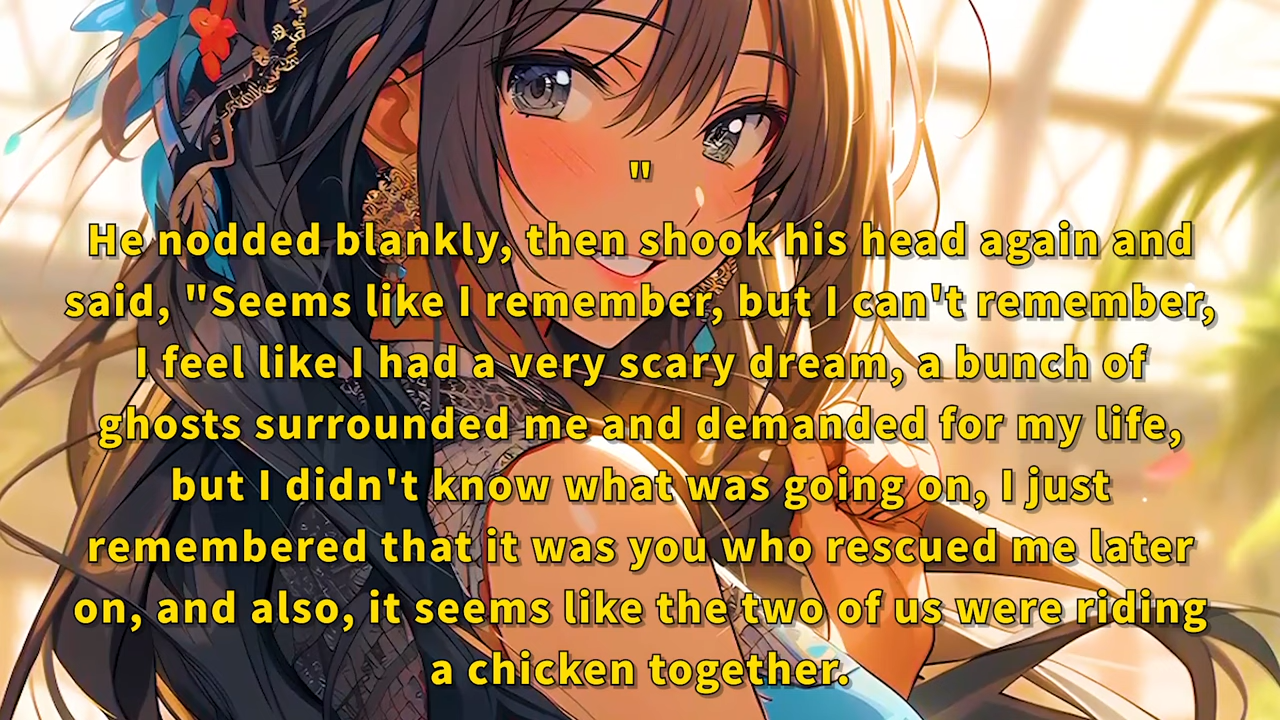 "
He nodded blankly, then shook his head again and
said, "Seems like I remember, but I can't remember,
I feel like I had a very scary dream, a bunch of
ghosts surrounded me and demanded for my life,
but I didn't know what was going on, I just
remembered that it was you who rescued me later
on, and also, it seems like the two of us were riding
a chicken together.